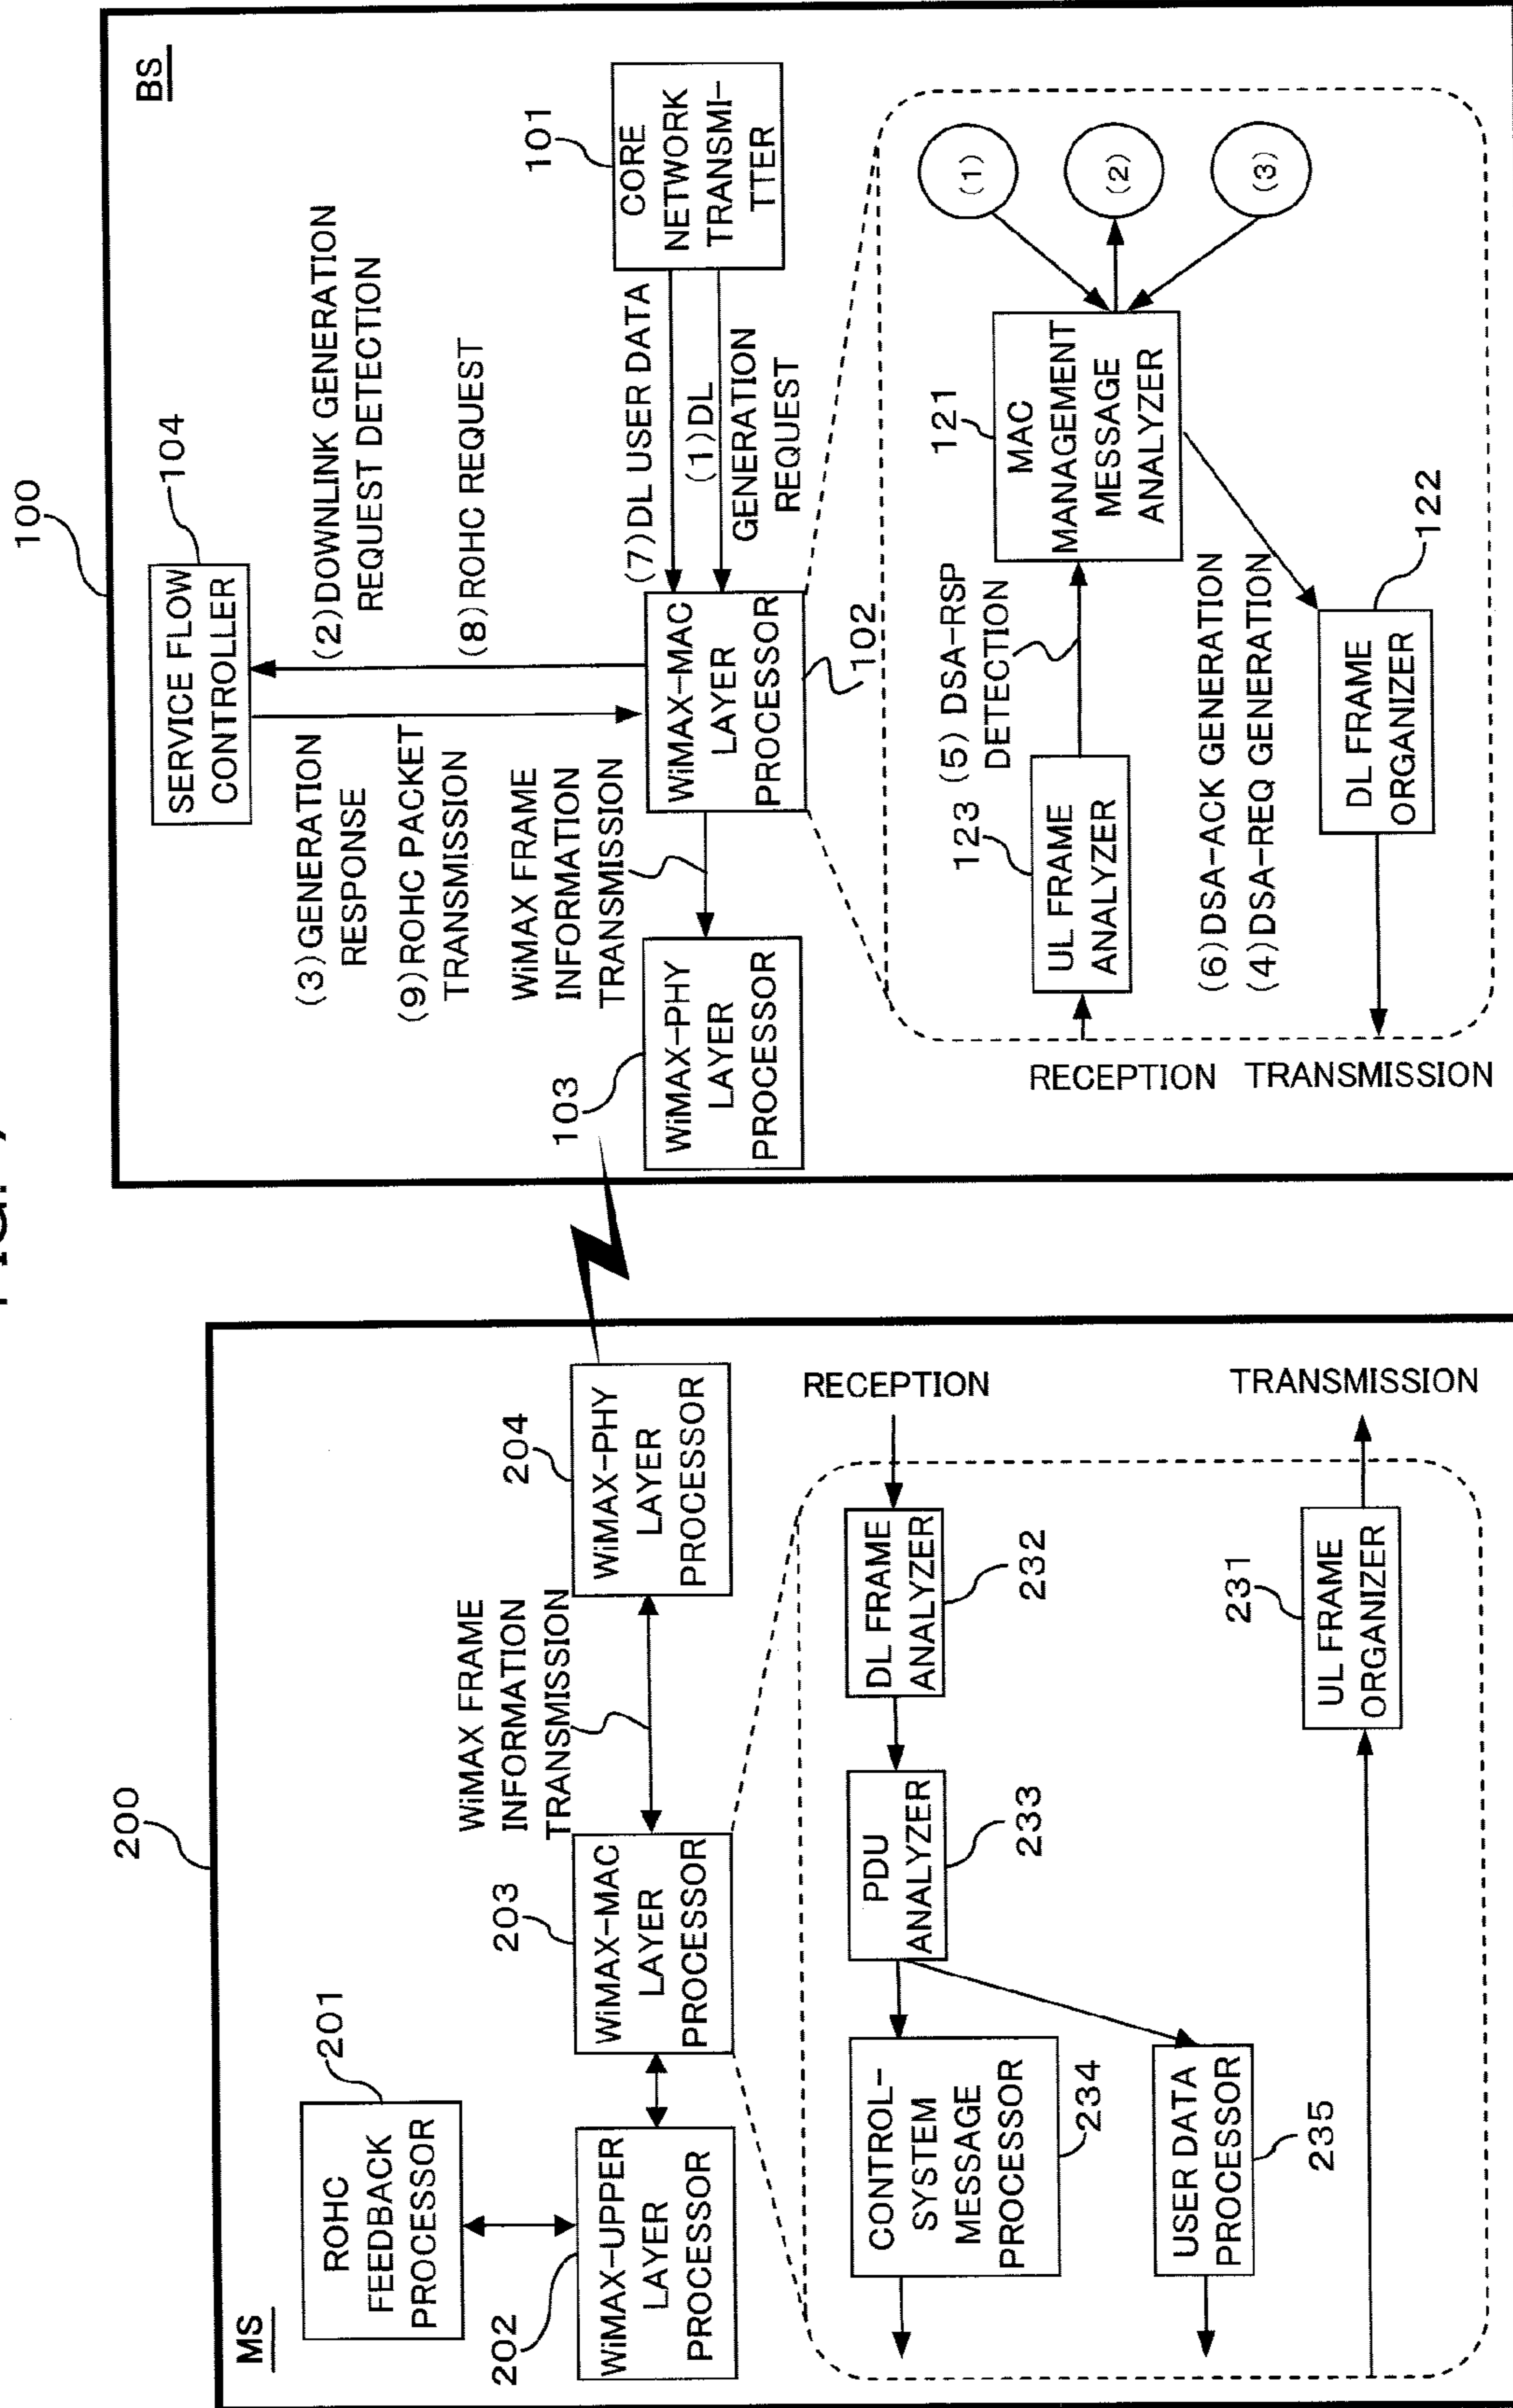 200
MS
ROHC
FEEDBACK
PROCESSOR
201
202
WiMAX-UPPER
LAYER
PROCESSOR
203
WiMAX-MAC
LAYER
PROCESSOR
WiMAX FRAME
INFORMATION
TRANSMISSION
204
WiMAX-PHY
LAYER
PROCESSOR
RECEPTION
DL FRAME
ANALYZER
232
PDU
ANALYZER
233
CONTROL-
SYSTEM
MESSAGE
PROCESSOR
234
USER DATA
PROCESSOR
235
231
UL FRAME
ORGANIZER
TRANSMISSION
100
BS
SERVICE FLOW
CONTROLLER
104
(2)DOWNLINK GENERATION
REQUEST DETECTION
(8)ROHC REQUEST
(3)GENERATION
RESPONSE
(9)ROHC PACKET
TRANSMISSION
WiMAX FRAME
INFORMATION
TRANSMISSION
101
CORE
NETWORK
TRANSMI-
TTER
(7)DL USER DATA
(1)DL
GENERATION
REQUEST
103
WiMAX-PHY
LAYER
PROCESSOR
WiMAX-MAC
LAYER
PROCESSOR
102
RECEPTION
123
UL FRAME
ANALYZER
(5) DSA-RSP
DETECTION
121
MAC
MANAGEMENT
MESSAGE
ANALYZER
(1)
(2)
(3)
(6)DSA-ACK GENERATION
(4)DSA-REQ GENERATION
122
DL FRAME
ORGANIZER
TRANSMISSION